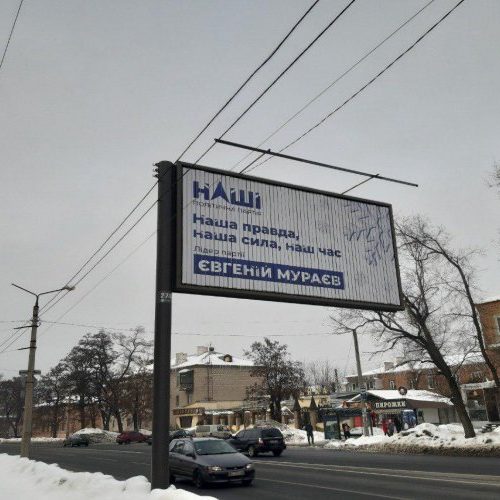 НАШІ
ПОЛІТИЧНА ПАРТІЯ
Наша правда,
наша сила, наш час
Лідер партії
ЄВГЕНІЙ МУРАЄВ
ПИРОЖКИ